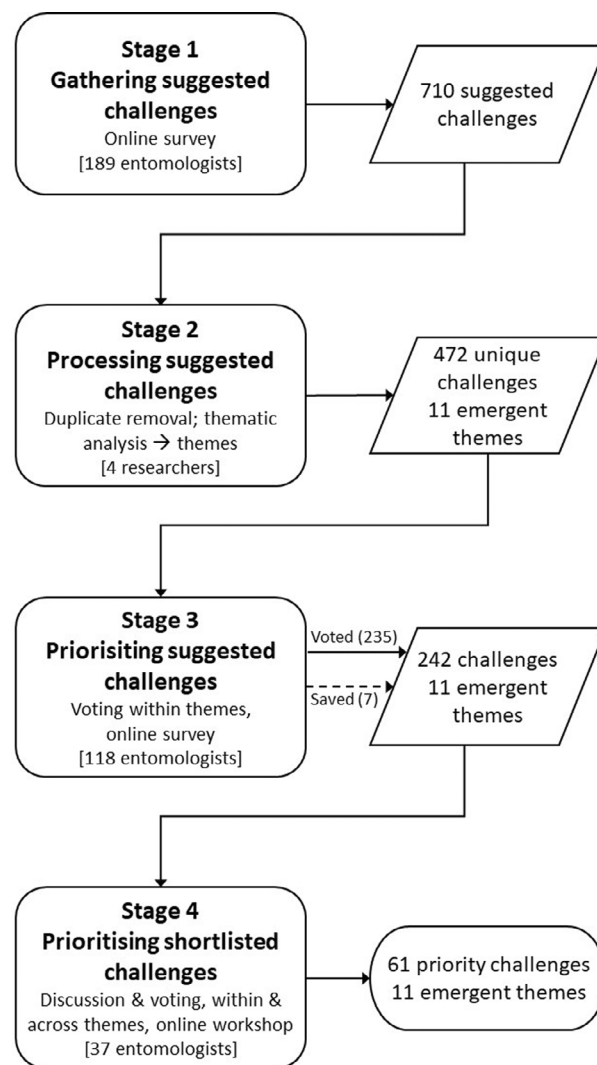 Stage 1
Gathering suggested
challenges
Online survey
[189 entomologists]
710 suggested
challenges
Stage 2
Processing suggested
challenges
Duplicate removal; thematic
analysis → themes
[4 researchers]
472 unique
challenges
11 emergent
themes
Stage 3
Priorisiting suggested
challenges
Voting within themes,
online survey
[118 entomologists]
Voted (235)
Saved (7)
242 challenges
11 emergent
themes
Stage 4
Prioritising shortlisted
challenges
Discussion & voting, within &
across themes, online workshop
[37 entomologists]
61 priority challenges
11 emergent themes